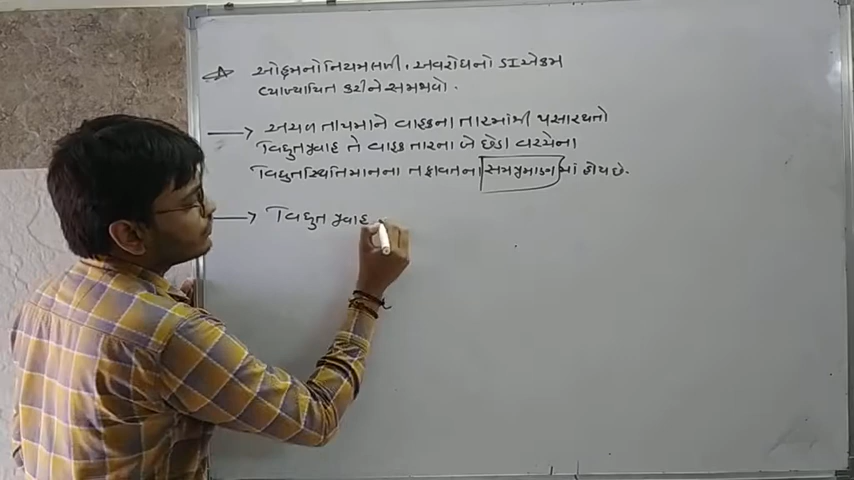 ☆ ઓહમનો નિયમ લખી, અવરોધનો SI એકમ
વ્યાખ્યાયિત કરીને સમજાવો.
→ અચળ તાપમાને વાહકના તારમાંથી પસાર થતો
વિદ્યુતપ્રવાહ તે વાહક તારના બે છેડા વચ્ચેના
વિદ્યુતસ્થિતિમાનના તફાવતના સમપ્રમાણમાં હોય છે.
→ વિદ્યુત પ્રવાહ